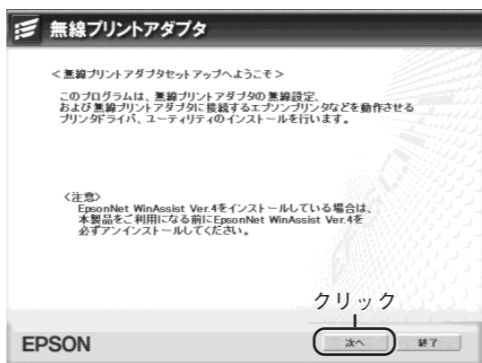 無線プリントアダプタ
<無線プリントアダプタセットアップへようこそ>
このプログラムは、無線プリントアダプタの無線設定、
および無線プリントアダプタに接続するエプソンプリンタなどを動作させる
プリンタドライバ、ユーティリティのインストールを行います。
<注意>
EpsonNet WinAssist Ver.4をインストールしている場合は、
本製品をご利用になる前にEpsonNet WinAssist Ver.4を
必ずアンインストールしてください。
クリック
EPSON 次へ 終了